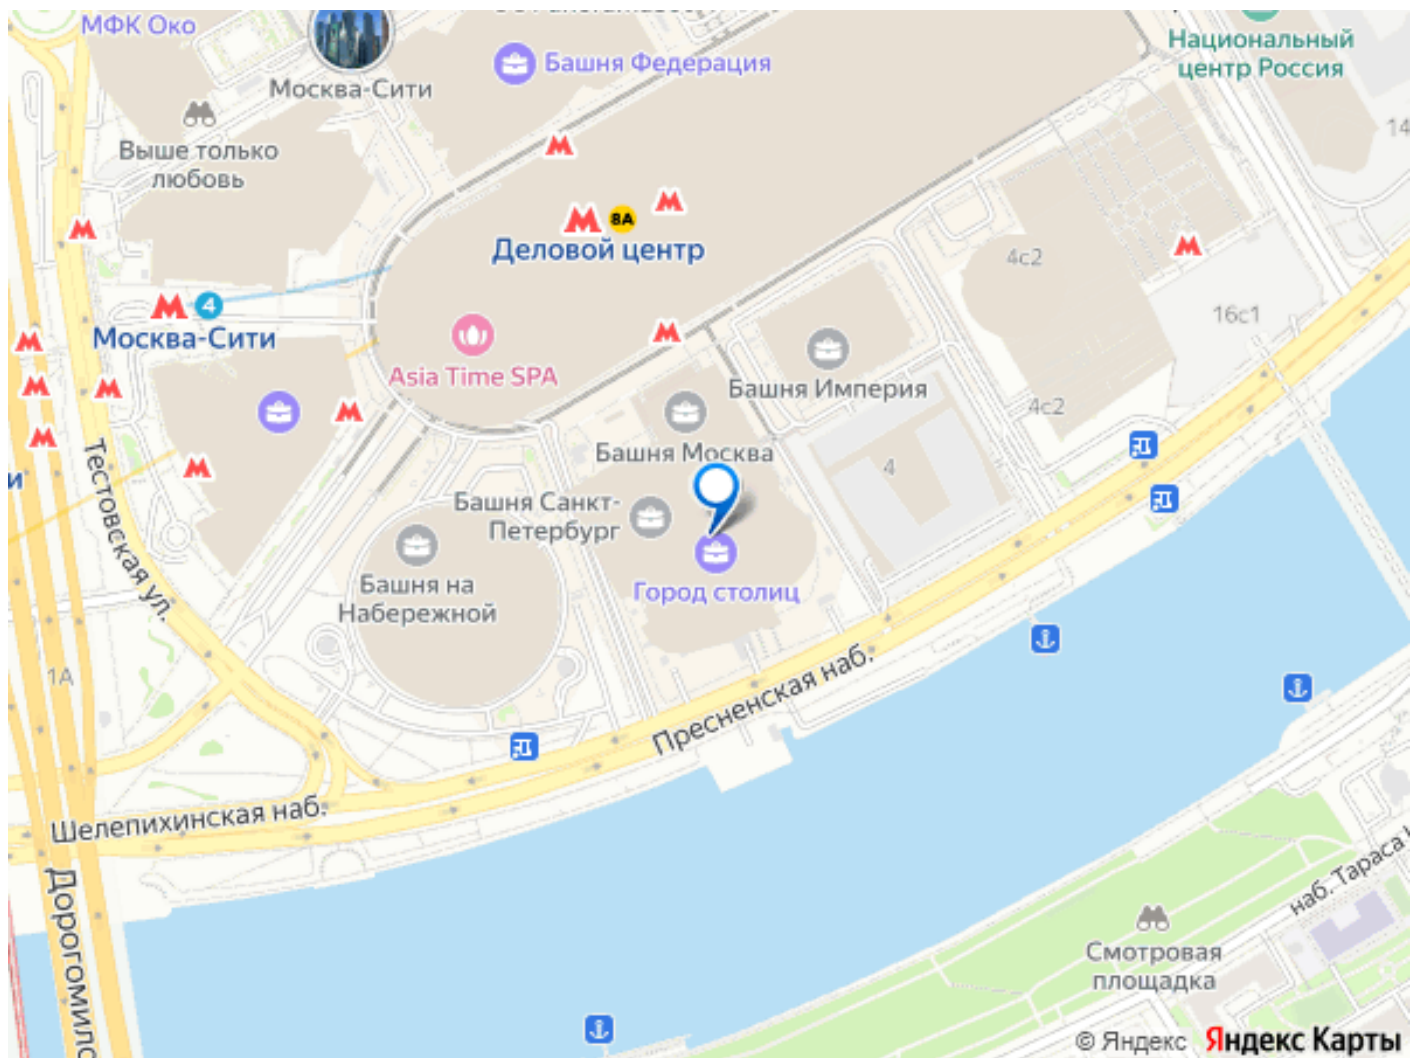 МФК Око
Москва-Сити
Башня Федерация
Национальный
центр Россия
14
Выше только
любовь
8А
Деловой центр
4с2
4
Москва-Сити
16с1
Asia Time SPA
Башня Империя
4с2
Башня Москва
4
Башня Санкт-
Петербург
Тестовская ул.
Башня на
Набережной
Город столиц
1А
Пресненская наб.
Шелепихинская наб.
Дорогомило
наб. Тараса
Смотровая
площадка
© Яндекс Яндекс Карты